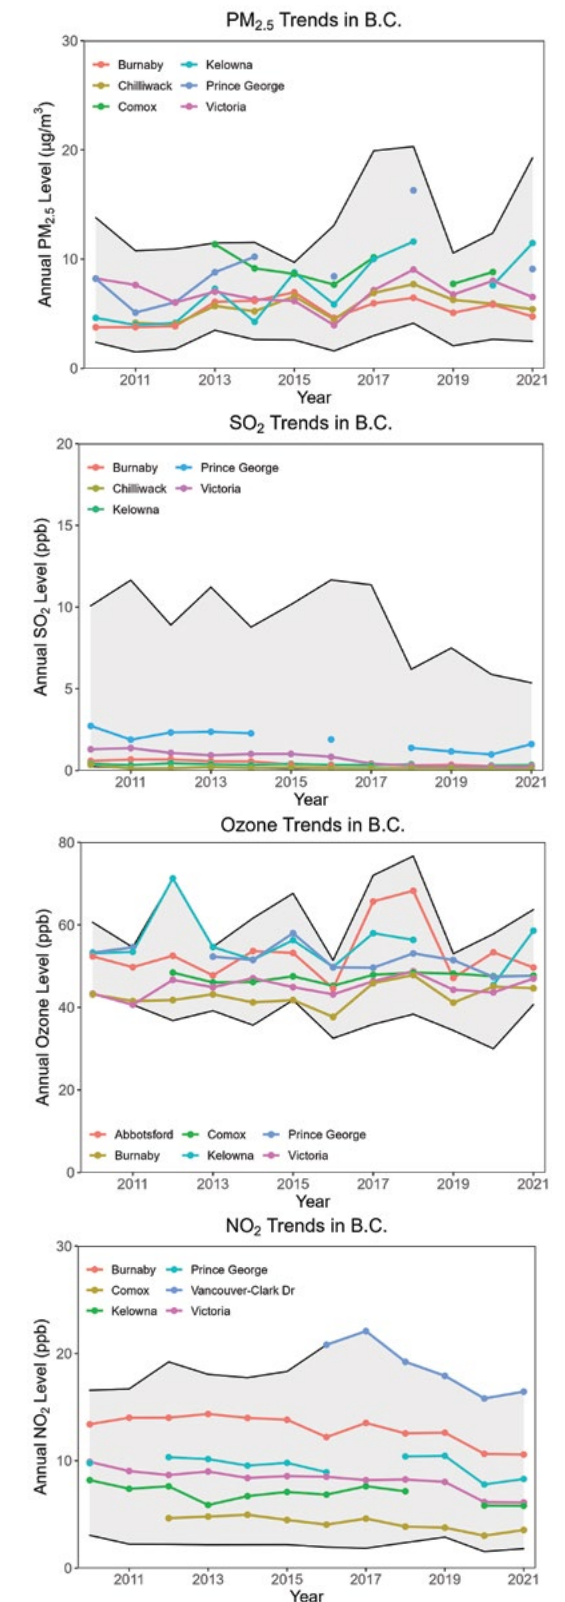 PM2.5 Trends in B.C.
Annual PM2.5 Level (µg/m³)
30
20
10
0
Burnaby
Chilliwack
Comox
Kelowna
Prince George
Victoria
2011 2013 2015 2017 2019 2021
Year
SO2 Trends in B.C.
Annual SO2 Level (ppb)
20
15
10
5
0
Burnaby
Chilliwack
Kelowna
Prince George
Victoria
2011 2013 2015 2017 2019 2021
Year
Ozone Trends in B.C.
Annual Ozone Level (ppb)
80
60
40
20
0
Abbotsford
Burnaby
Comox
Kelowna
Prince George
Victoria
2011 2013 2015 2017 2019 2021
Year
NO2 Trends in B.C.
Annual NO2 Level (ppb)
30
20
10
0
Burnaby
Comox
Kelowna
Prince George
Vancouver-Clark Dr
Victoria
2011 2013 2015 2017 2019 2021
Year